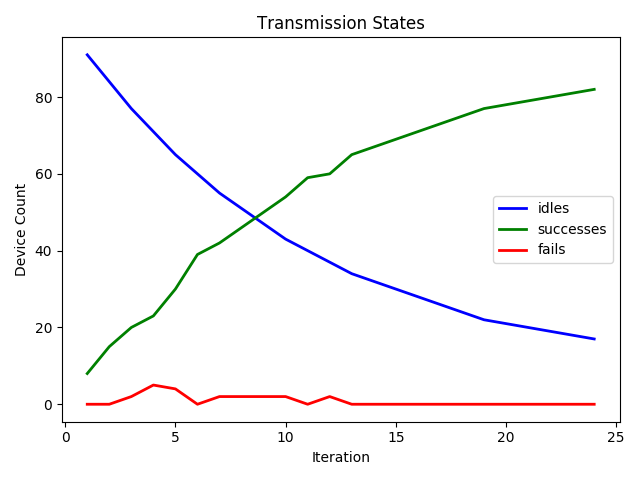 Transmission States
Device Count
80
60
40
20
0
idles
successes
fails
0 5 10 15 20 25
Iteration